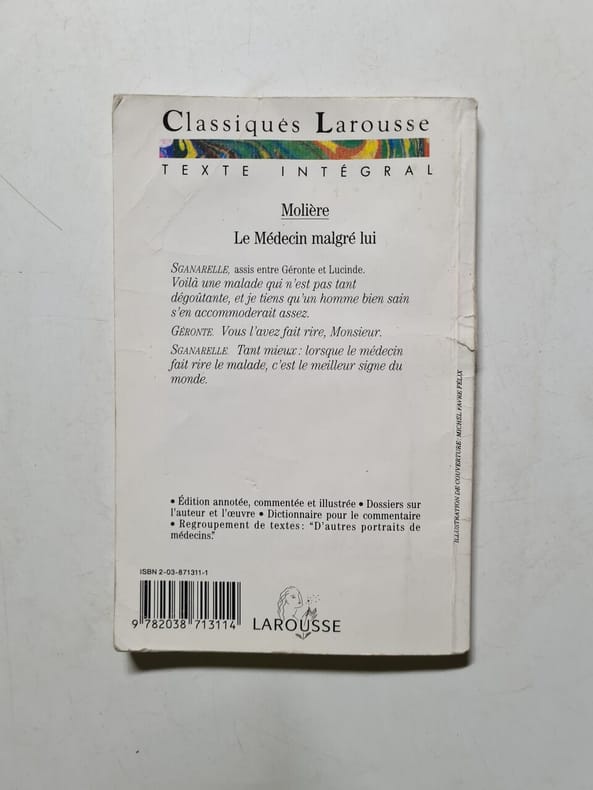 Classiques Larousse
TEXTE INTÉGRAL
Molière
Le Médecin malgré lui
SGANARELLE, assis entre Géronte et Lucinde.
Voilà une malade qui n'est pas tant
dégoûtante, et je tiens qu'un homme bien sain
s'en accommoderait assez.
GÉRONTE. Vous l'avez fait rire, Monsieur.
SGANARELLE. Tant mieux : lorsque le médecin
fait rire le malade, c'est le meilleur signe du
monde.
• Édition annotée, commentée et illustrée • Dossiers sur
l'auteur et l'œuvre • Dictionnaire pour le commentaire
• Regroupement de textes : "D'autres portraits de
médecins."
ILLUSTRATION DE COUVERTURE : MICHEL FAVRE FÉLIX
ISBN 2-03-871311-1
9 782038 713114
LAROUSSE